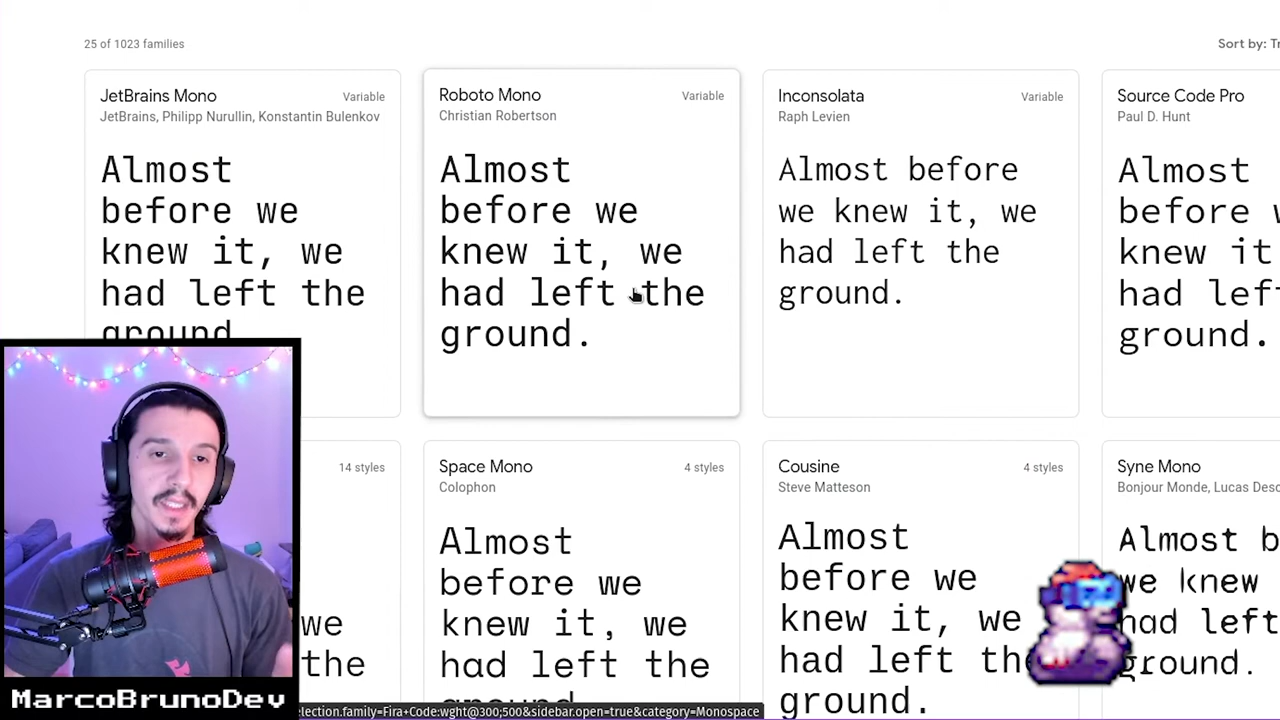 25 of 1023 families
Sort by: Tr
JetBrains Mono
Variable
JetBrains, Philipp Nurullin, Konstantin Bulenkov
Almost
before we
knew it, we
had left the
ground.
Roboto Mono
Variable
Christian Robertson
Almost
before we
knew it, we
had left the
ground.
Inconsolata
Variable
Raph Levien
Almost before
we knew it, we
had left the
ground.
Source Code Pro
Paul D. Hunt
Almost
before w
knew it
had lef
ground.
14 styles
we
the
Space Mono
4 styles
Colophon
Almost
before we
knew it, we
had left the
ground
Cousine
4 styles
Steve Matteson
Almost
before we
knew it, we
had left the
ground.
Syne Mono
Bonjour Monde, Lucas Desc
Almost b
we knew
had left
ground.
MarcoBrunoDev
election.family=Fira+Code:wght@300;500&sidebar.open=true&category=Monospace